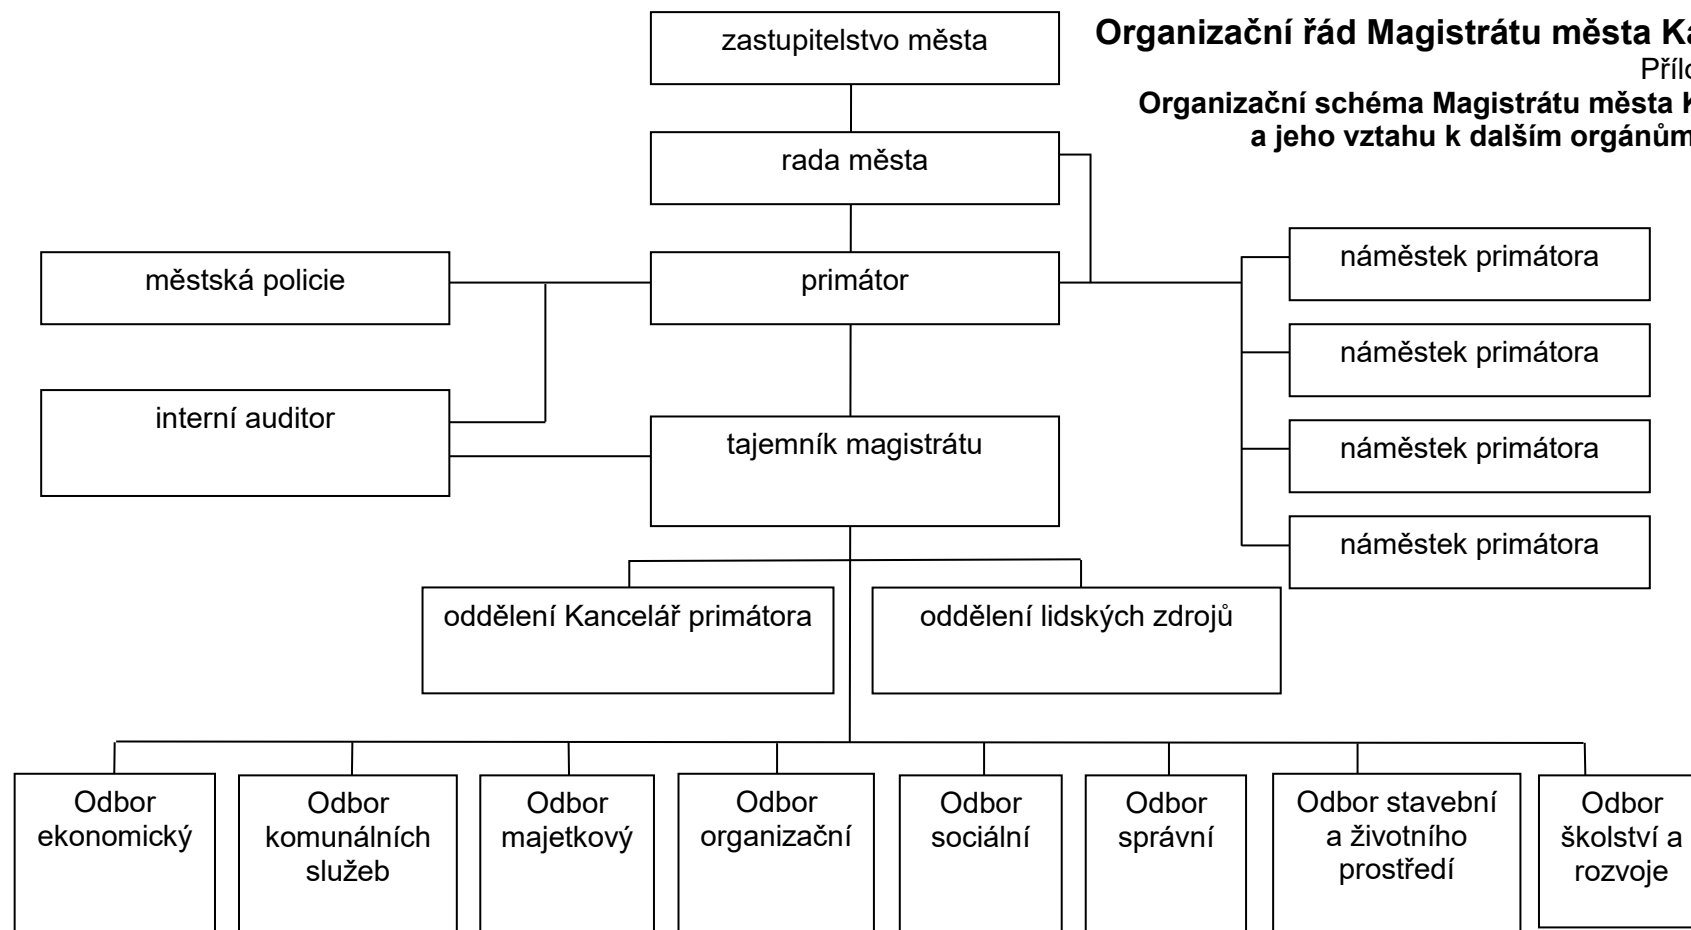 zastupitelstvo města
Organizační řád Magistrátu města
Organizační schéma Magistrátu města
a jeho vztahu k dalším orgánům
rada města
primátor
městská policie
náměstek primátora
náměstek primátora
náměstek primátora
náměstek primátora
interní auditor
tajemník magistrátu
oddělení Kancelář primátora
oddělení lidských zdrojů
Odbor
ekonomický
Odbor
komunálních
služeb
Odbor
majetkový
Odbor
organizační
Odbor
sociální
Odbor
správní
Odbor stavební
a životního
prostředí
Odbor
školství a
rozvoje